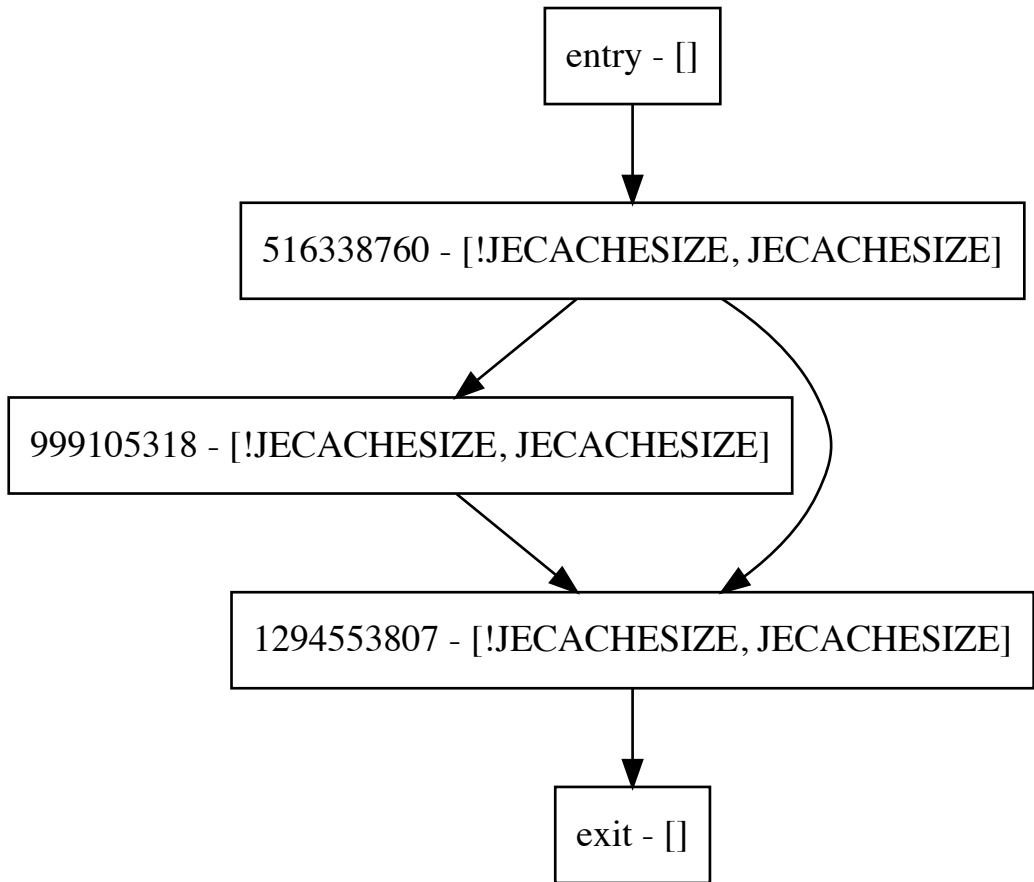 entry - []
516338760 - [!JECACHESIZE, JECACHESIZE]
999105318 - [!JECACHESIZE, JECACHESIZE]
1294553807 - [!JECACHESIZE, JECACHESIZE]
exit - []